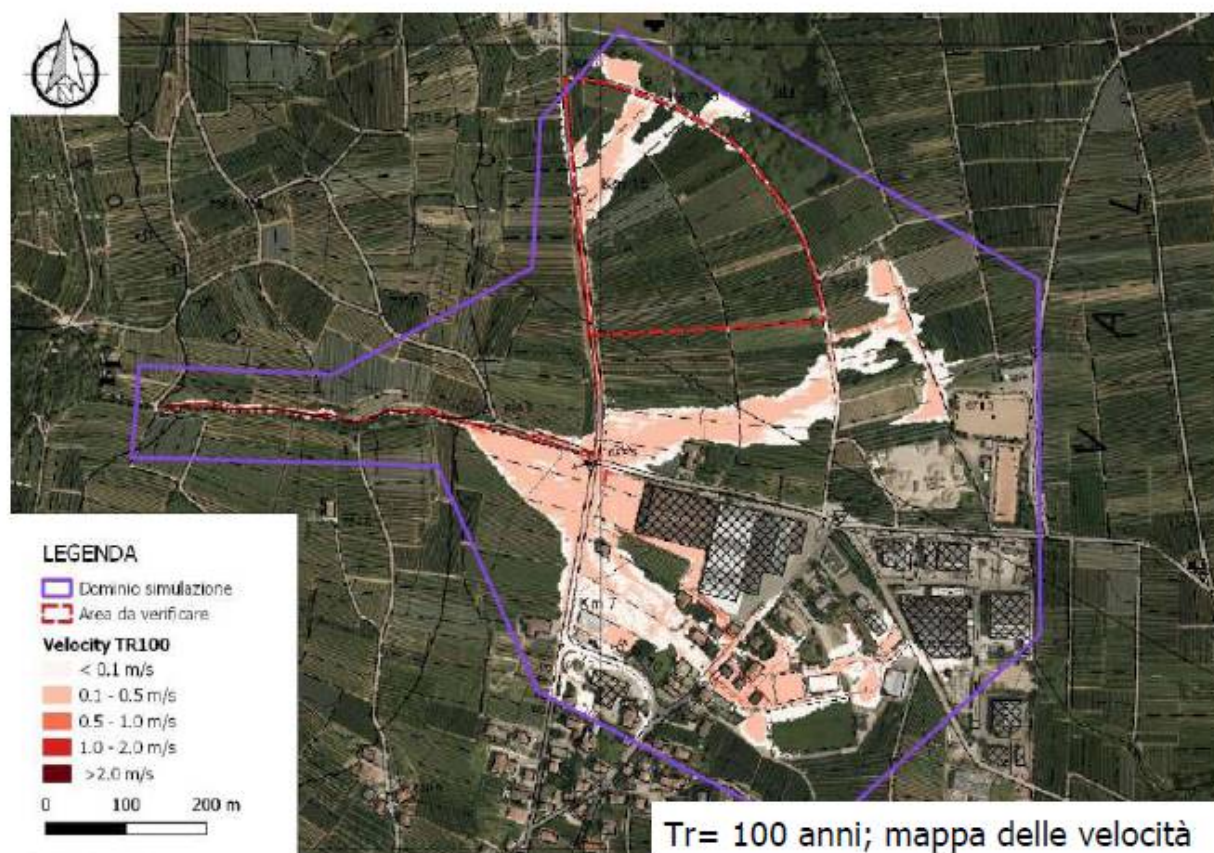 N
Km 7
LEGENDA
Dominio simulazione
Area da verificare
Velocity TR100
< 0.1 m/s
0.1 - 0.5 m/s
0.5 - 1.0 m/s
1.0 - 2.0 m/s
>2.0 m/s
0 100 200 m
Tr= 100 anni; mappa delle velocità